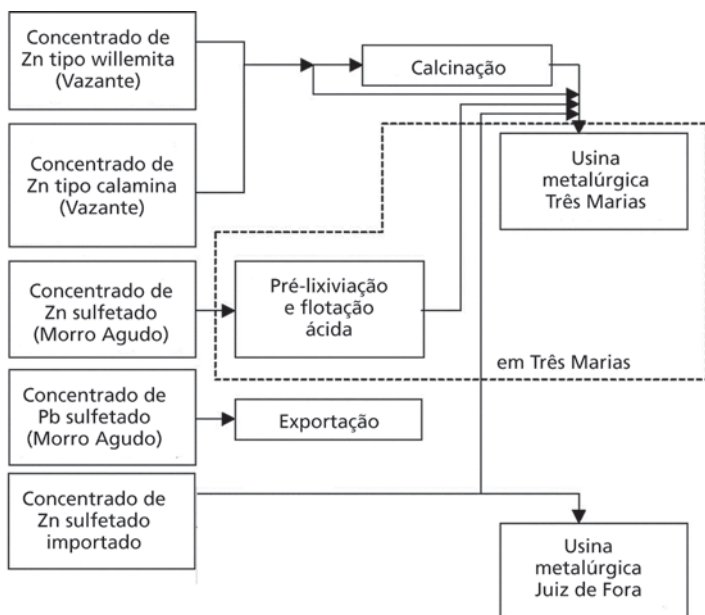 Concentrado de
Zn tipo willemita
(Vazante)
Calcinação
Concentrado de
Zn tipo calamina
(Vazante)
Usina
metalúrgica
Três Marias
Concentrado de
Zn sulfetado
(Morro Agudo)
Pré-lixiviação
e flotação
ácida
em Três Marias
Concentrado de
Pb sulfetado
(Morro Agudo)
Exportação
Concentrado de
Zn sulfetado
importado
Usina
metalúrgica
Juiz de Fora